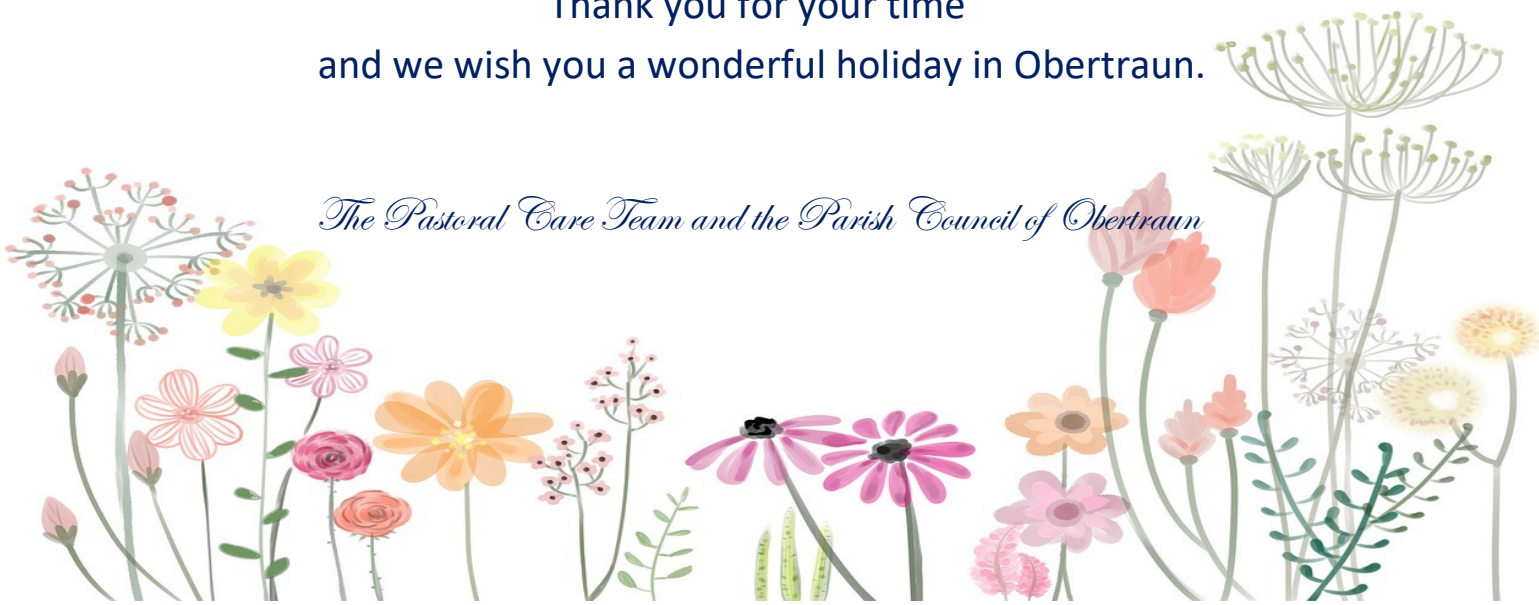 Thank you for your time
and we wish you a wonderful holiday in Obertraun.
The Pastoral Care Team and the Parish Council of Obertraun